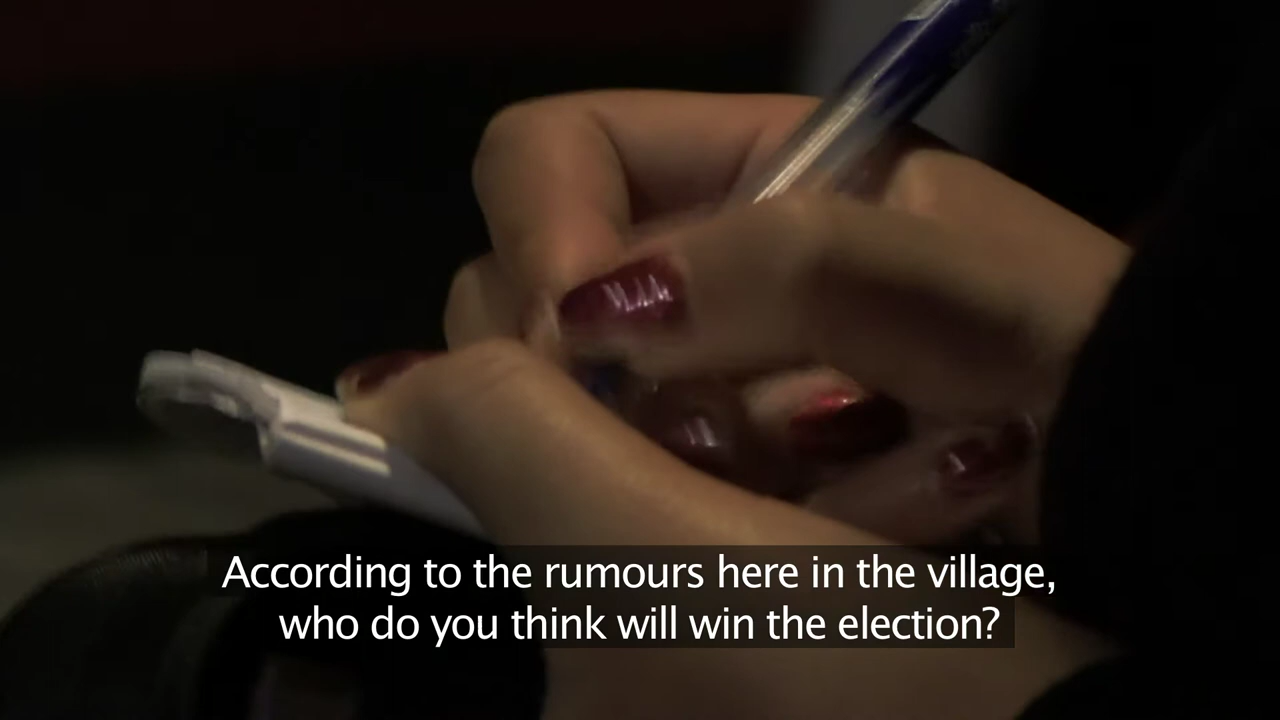 According to the rumours here in the village,
who do you think will win the election?